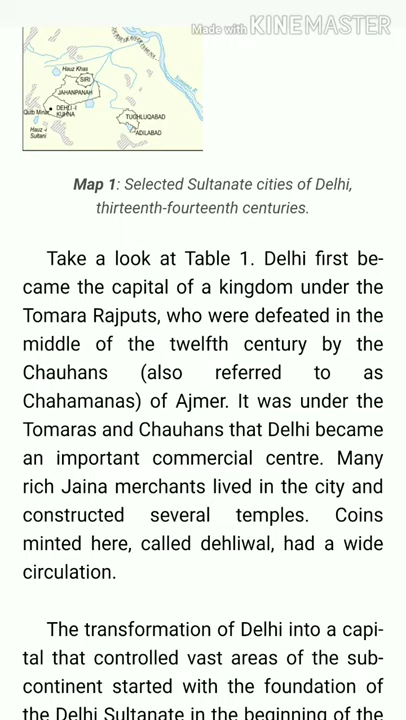 Made with KINEMASTER
Hauz Khas
SIRI
JAHANPANAH
Qutb Minar
DEHLI-I
KUHNA
TUGHLUQABAD
Hauz-i
Sultani
ADILABAD
Map 1: Selected Sultanate cities of Delhi,
thirteenth-fourteenth centuries.
Take a look at Table 1. Delhi first be-
came the capital of a kingdom under the
Tomara Rajputs, who were defeated in the
middle of the twelfth century by the
Chauhans (also referred to as
Chahamanas) of Ajmer. It was under the
Tomaras and Chauhans that Delhi became
an important commercial centre. Many
rich Jaina merchants lived in the city and
constructed several temples. Coins
minted here, called dehliwal, had a wide
circulation.
The transformation of Delhi into a capi-
tal that controlled vast areas of the sub-
continent started with the foundation of
the Delhi Sultanate in the beginning of the